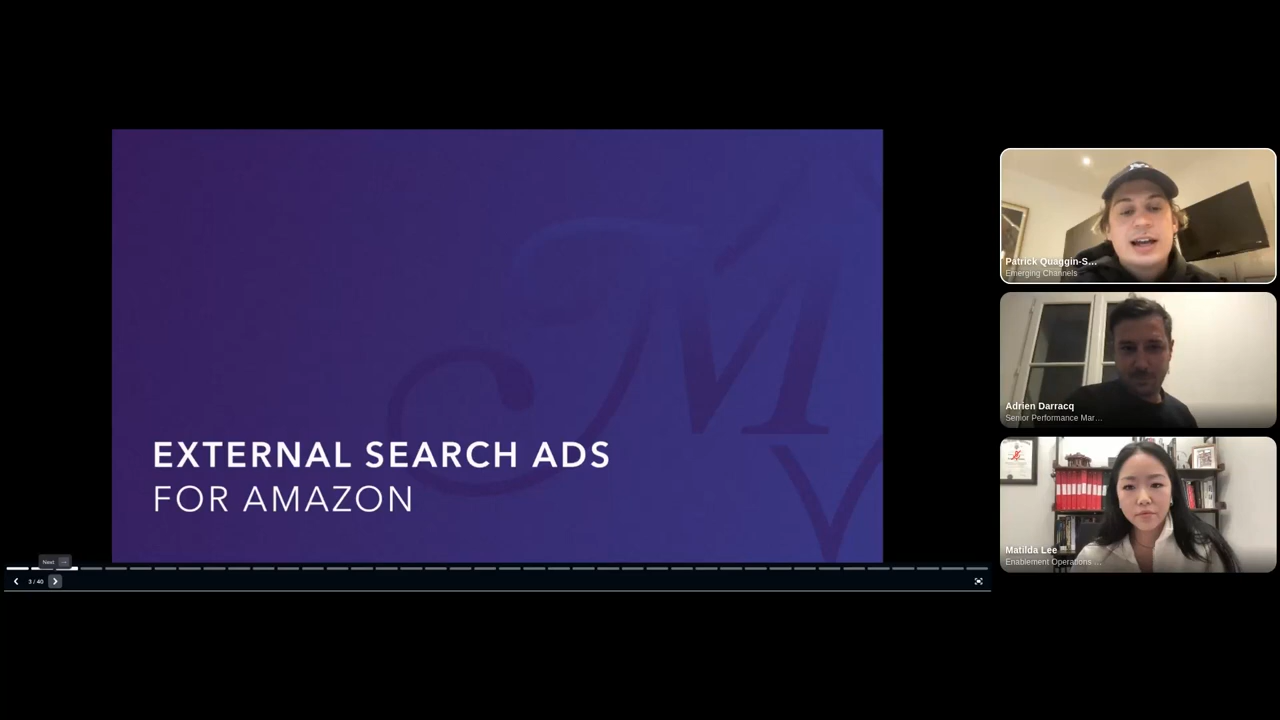 EXTERNAL SEARCH ADS
FOR AMAZON
Next
3 / 40
Patrick Quaggin-S...
Emerging Channels
Adrien Darracq
Senior Performance Mar...
Matilda Lee
Enablement Operations ...